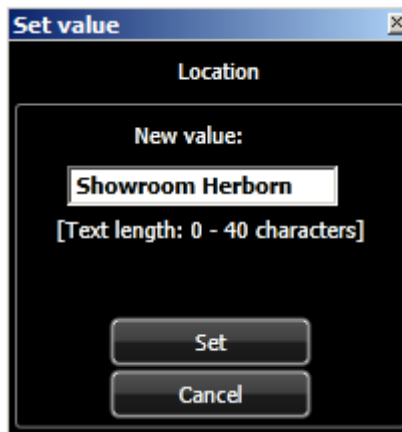 Set value
Location
New value:
Showroom Herborn
[Text length: 0 - 40 characters]
Set
Cancel